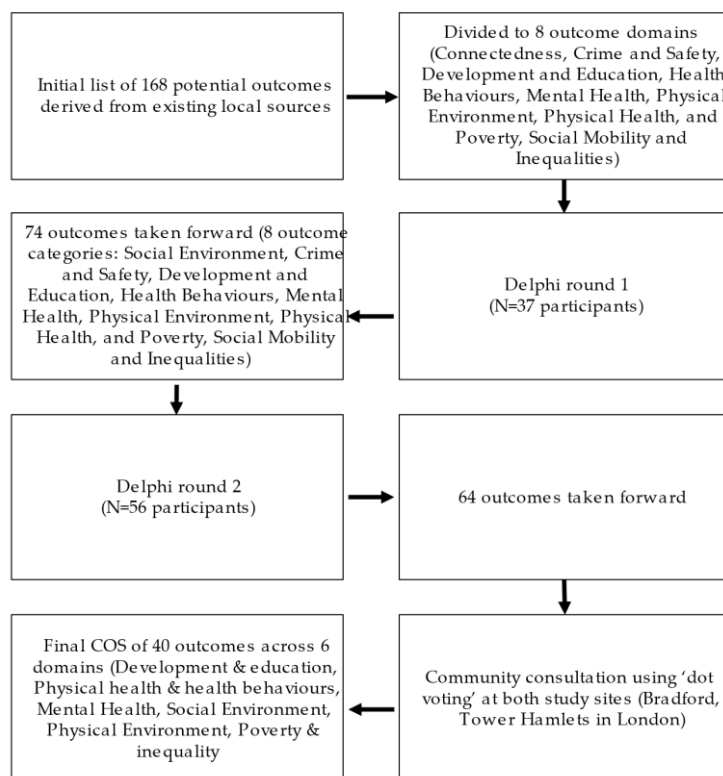 Initial list of 168 potential outcomes
derived from existing local sources
Divided to 8 outcome domains
(Connectedness, Crime and Safety,
Development and Education, Health
Behaviours, Mental Health, Physical
Environment, Physical Health, and
Poverty, Social Mobility and
Inequalities)
74 outcomes taken forward (8 outcome
categories: Social Environment, Crime
and Safety, Development and
Education, Health Behaviours, Mental
Health, Physical Environment, Physical
Health, and Poverty, Social Mobility
and Inequalities)
Delphi round 1
(N=37 participants)
Delphi round 2
(N=56 participants)
64 outcomes taken forward
Final COS of 40 outcomes across 6
domains (Development & education,
Physical health & health behaviours,
Mental Health, Social Environment,
Physical Environment, Poverty &
inequality
Community consultation using ‘dot
voting’ at both study sites (Bradford,
Tower Hamlets in London)